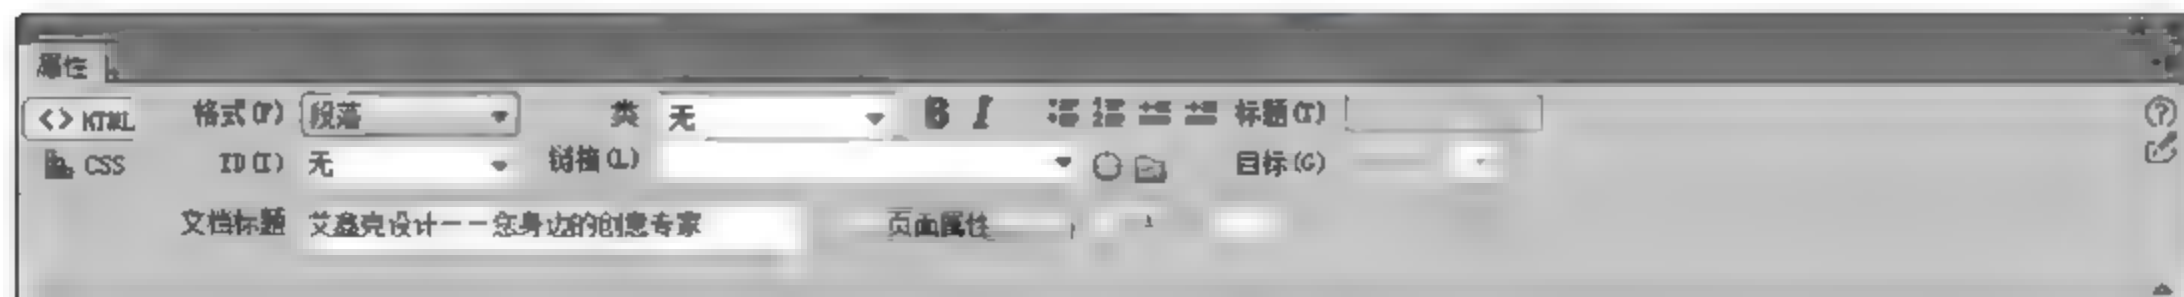 属性
<> HTML 格式(F) 段落 类 无 B I 标题(T)
CSS ID(I) 无 链接(L) 目标(G)
文档标题 艾鑫克设计--您身边的创意专家 页面属性